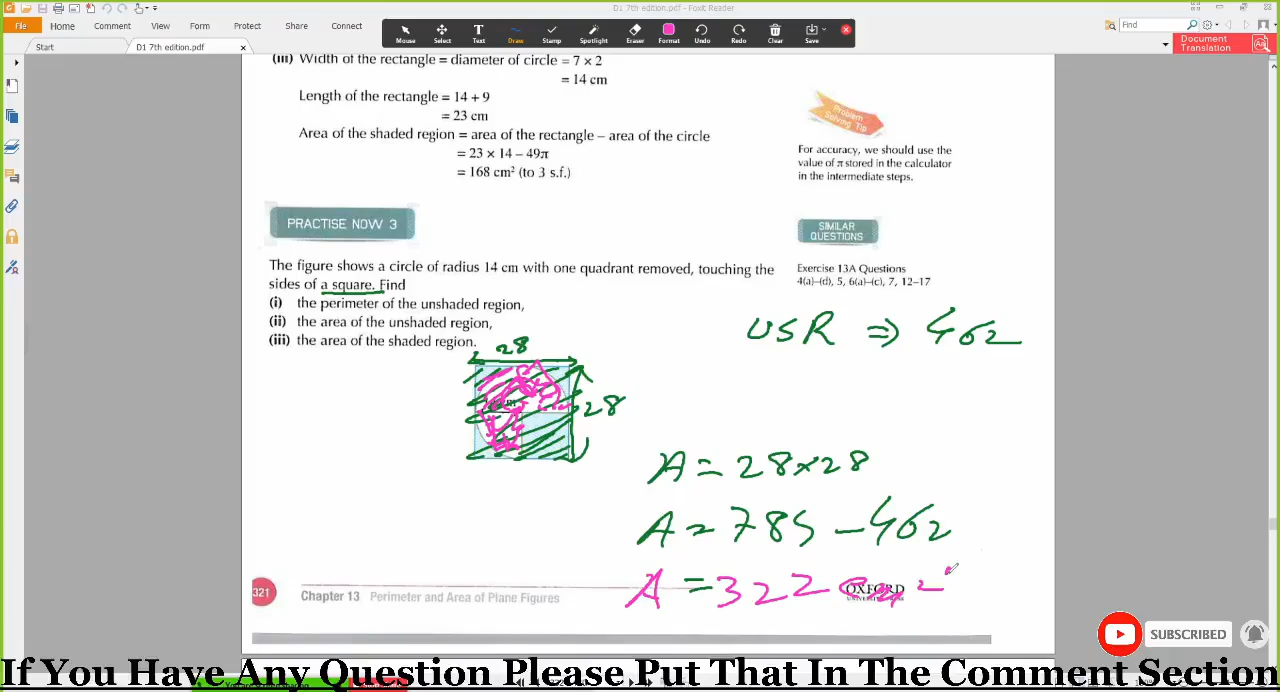 D1 7th edition.pdf - Foxit Reader
File Home Comment View Form Protect Share Connect
Find
Document Translation
Mouse Select Text Draw Stamp Spotlight Eraser Format Undo Redo Clear Save
Start D1 7th edition.pdf
(iii) Width of the rectangle = diameter of circle = 7 × 2
= 14 cm
Length of the rectangle = 14 + 9
= 23 cm
Area of the shaded region = area of the rectangle – area of the circle
= 23 × 14 – 49π
= 168 cm² (to 3 s.f.)
Problem Solving Tip
For accuracy, we should use the
value of π stored in the calculator
in the intermediate steps.
PRACTISE NOW 3
SIMILAR
QUESTIONS
The figure shows a circle of radius 14 cm with one quadrant removed, touching the
sides of a square. Find
(i) the perimeter of the unshaded region,
(ii) the area of the unshaded region,
(iii) the area of the shaded region.
Exercise 13A Questions
4(a)–(d), 5, 6(a)–(c), 7, 12–17
USR ⇒ 462
28
28
A = 28×28
A = 784 – 462
A = 322 cm²
321 Chapter 13 Perimeter and Area of Plane Figures
OXFORD
SUBSCRIBED
If You Have Any Question Please Put That In The Comment Section